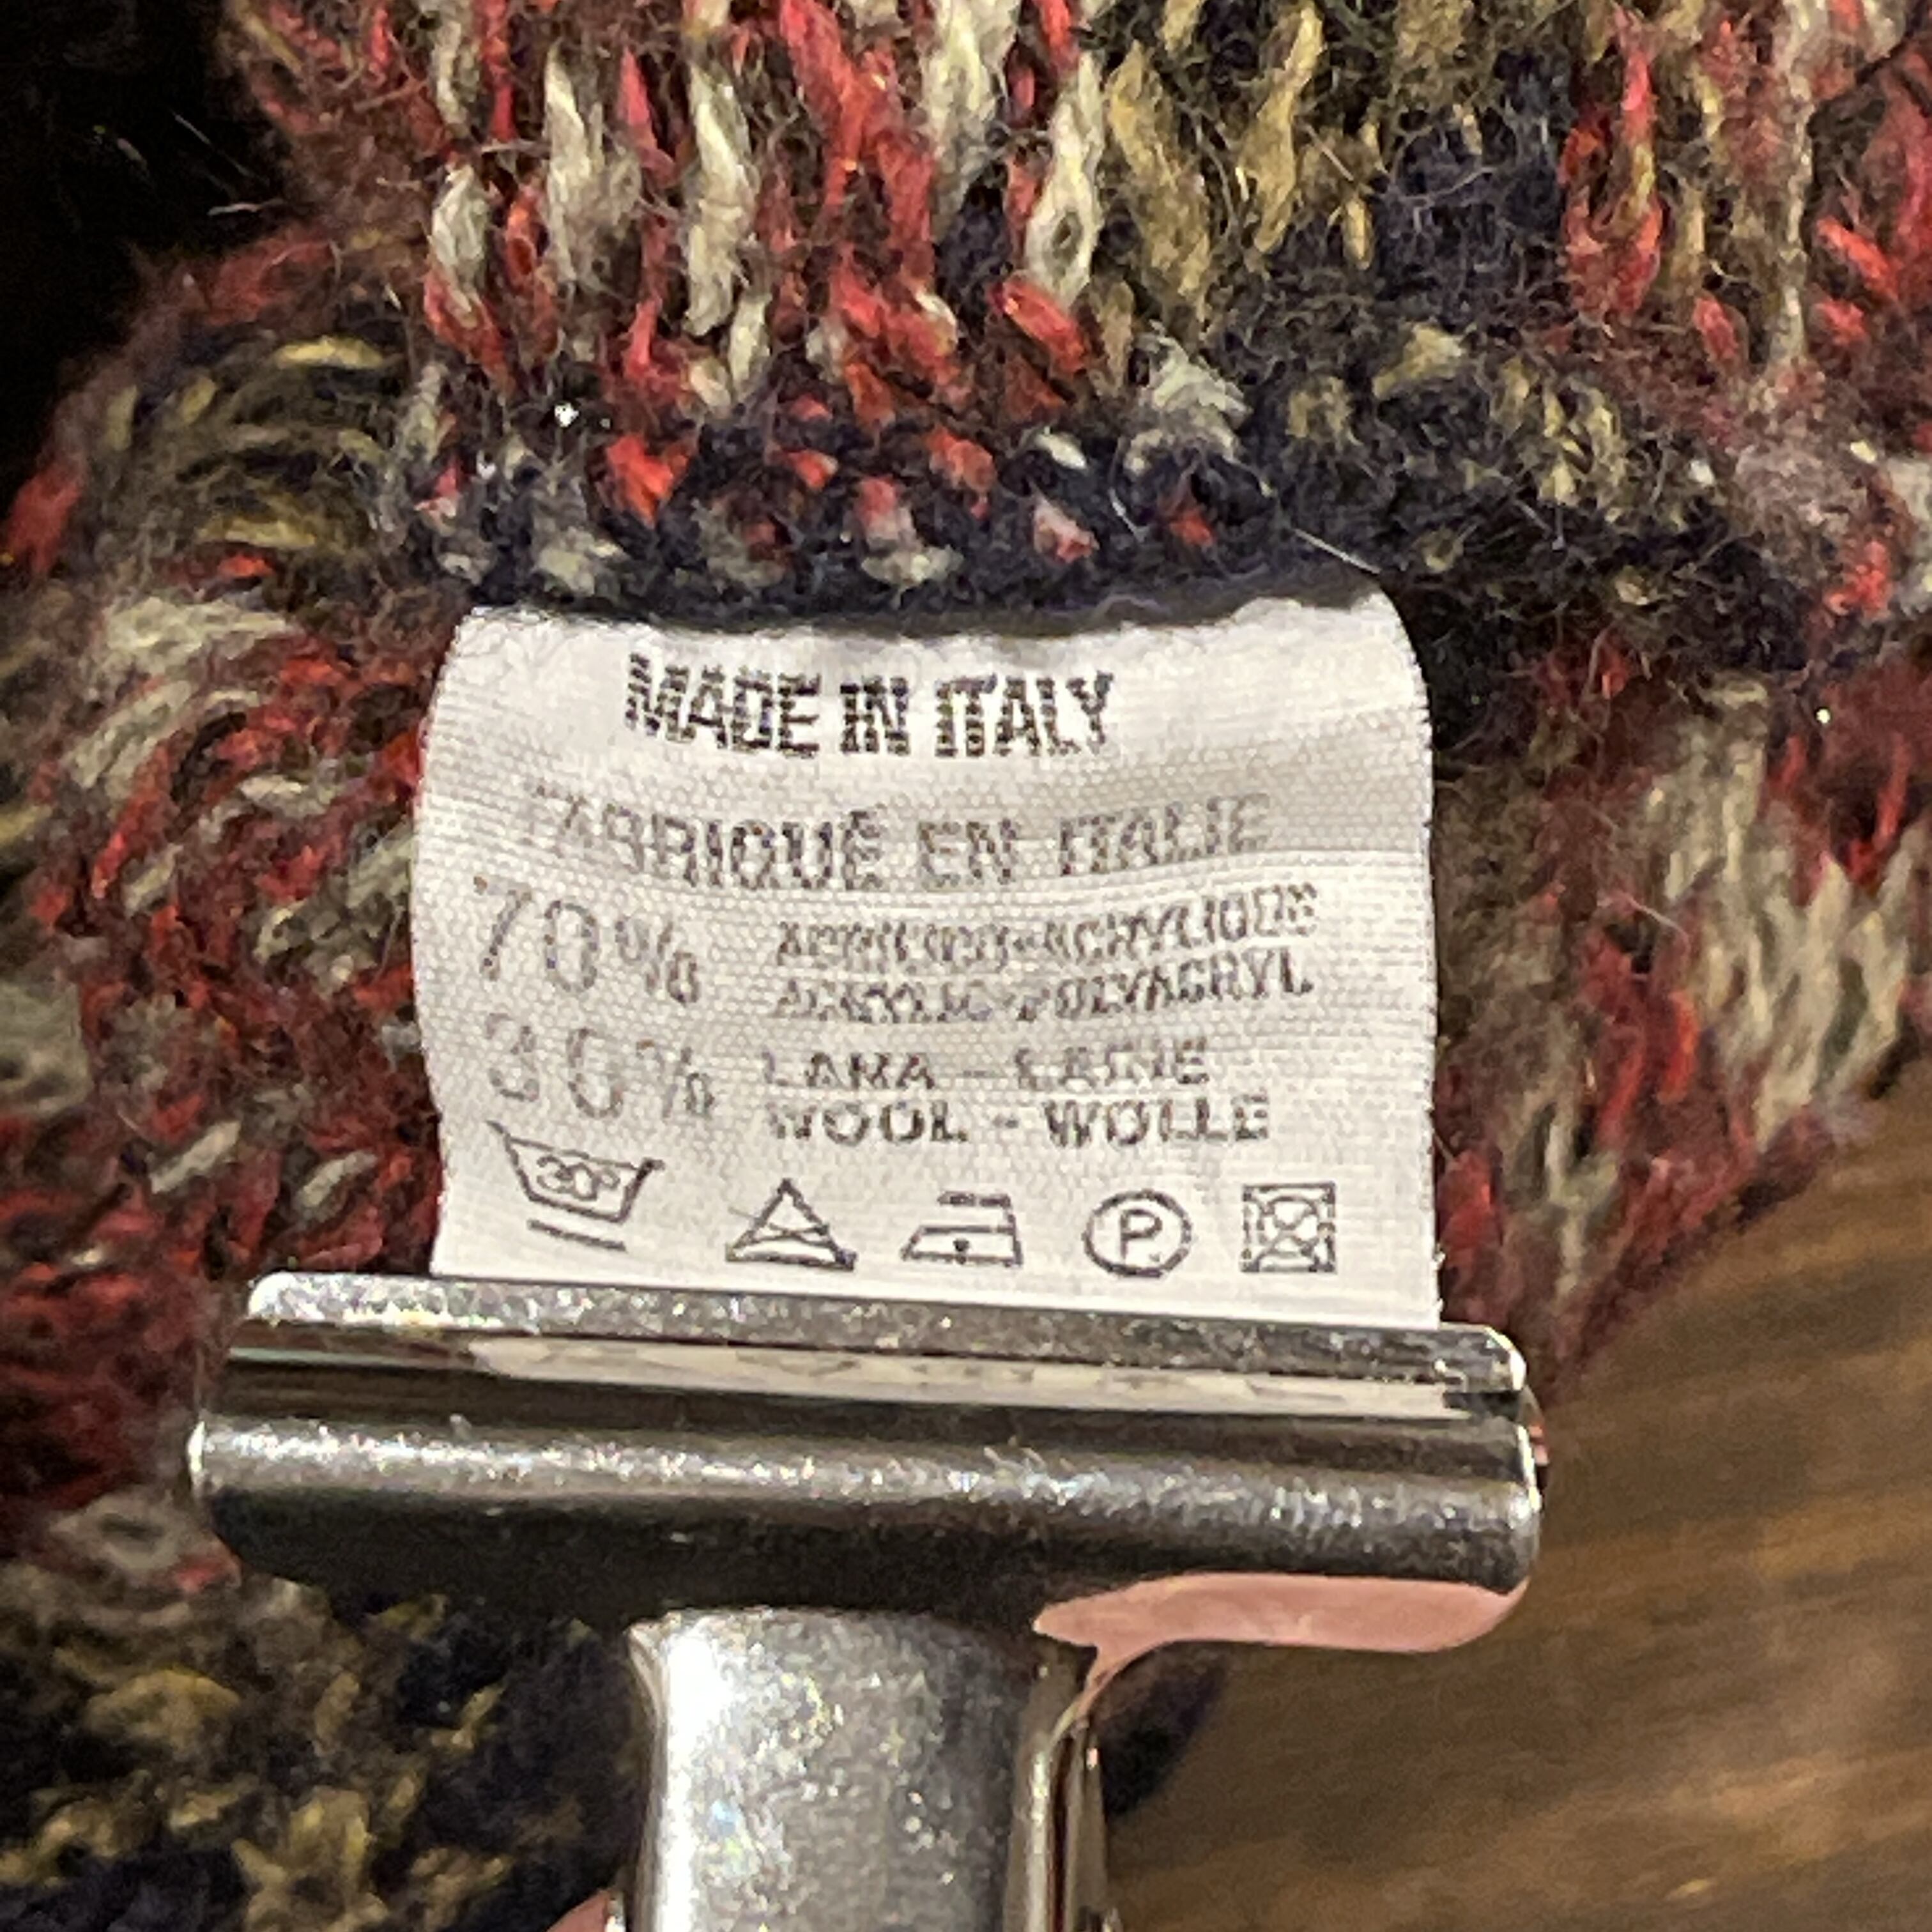 MADE IN ITALY
FABRIQUÉ EN ITALIE
70% ACRILICO-ACRYLIQUE
ACRYLIC-POLYACRYL
30% LANA - LAINE
WOOL - WOLLE
30°
P